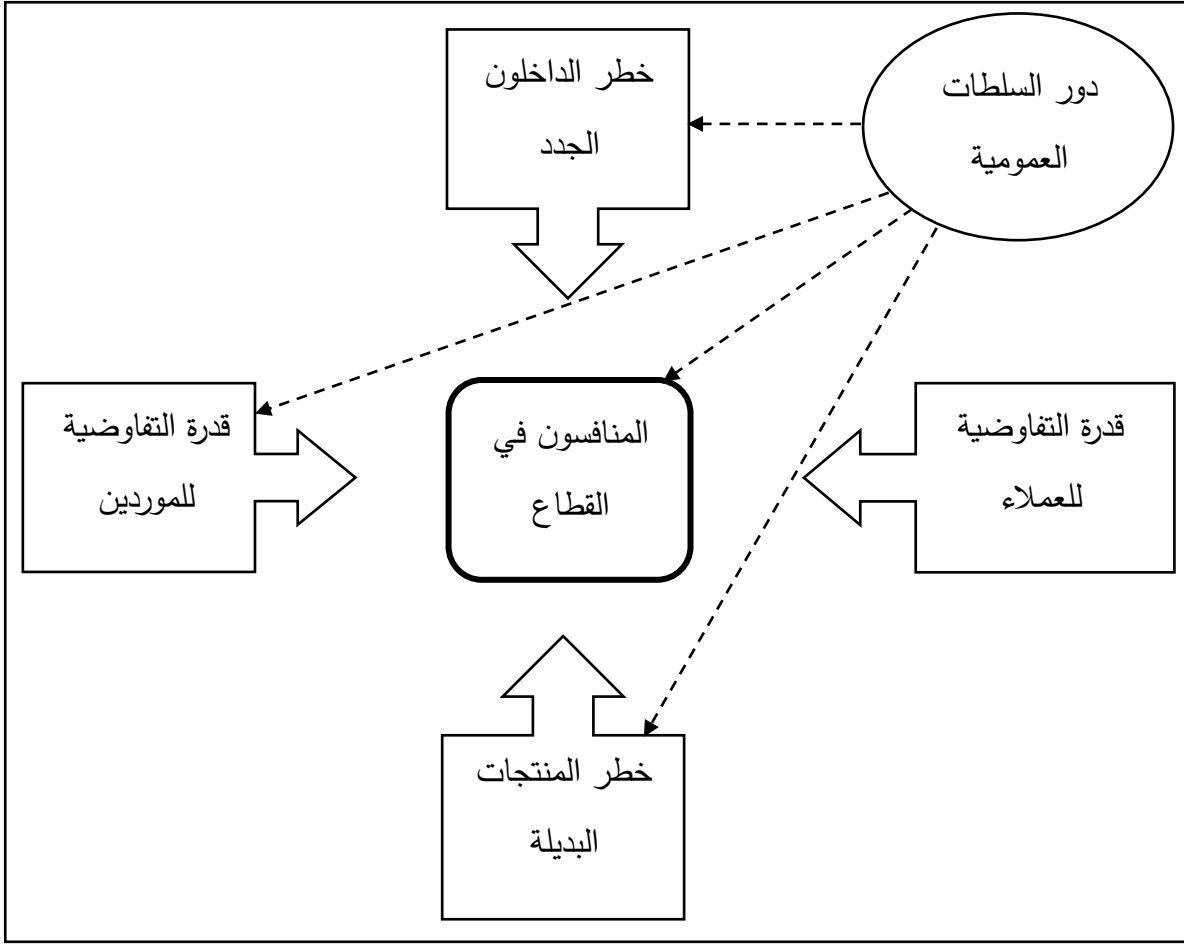 خطر الداخلون
الجدد
دور السلطات
العمومية
قدرة التفاوضية
للعملاء
المنافسون في
القطاع
قدرة التفاوضية
للموردين
خطر المنتجات
البديلة